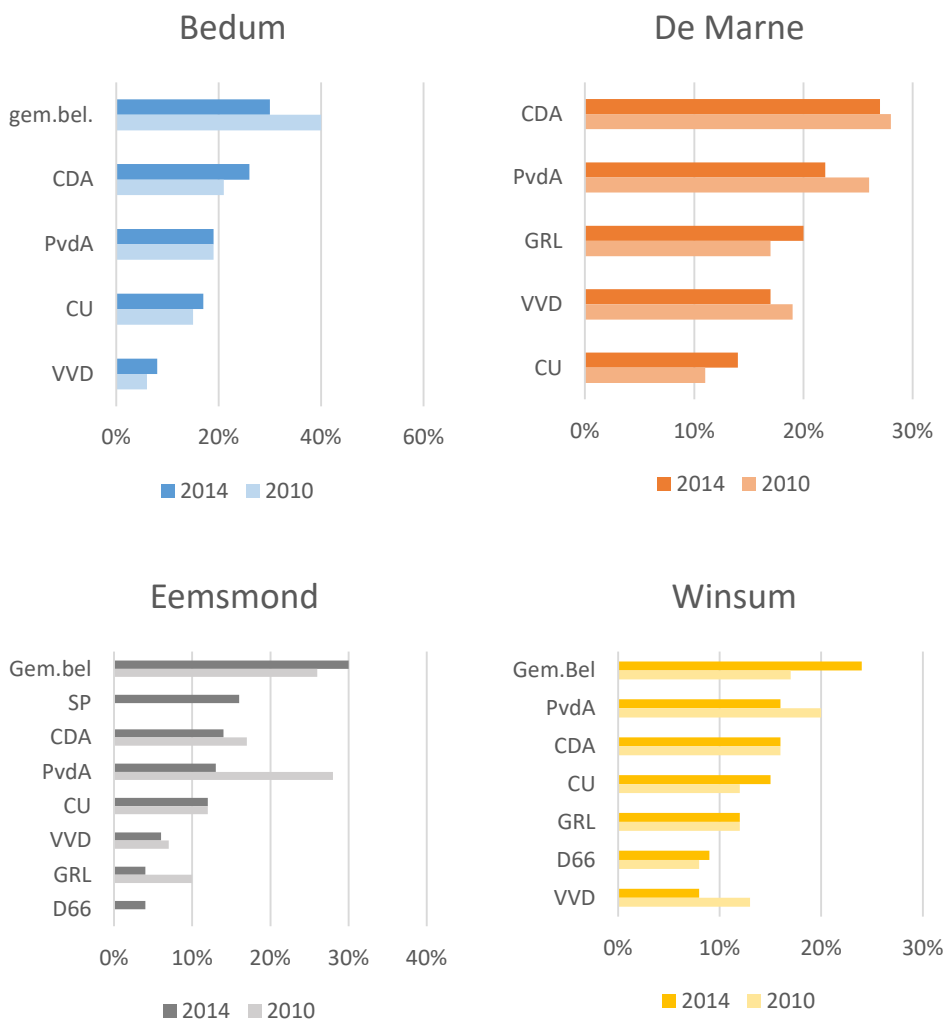 Bedum
gem.bel.
CDA
PvdA
CU
VVD
0% 20% 40% 60%
2014 2010
De Marne
CDA
PvdA
GRL
VVD
CU
0% 10% 20% 30%
2014 2010
Eemsmond
Gem.bel
SP
CDA
PvdA
CU
VVD
GRL
D66
0% 10% 20% 30% 40%
2014 2010
Winsum
Gem.Bel
PvdA
CDA
CU
GRL
D66
VVD
0% 10% 20% 30%
2014 2010